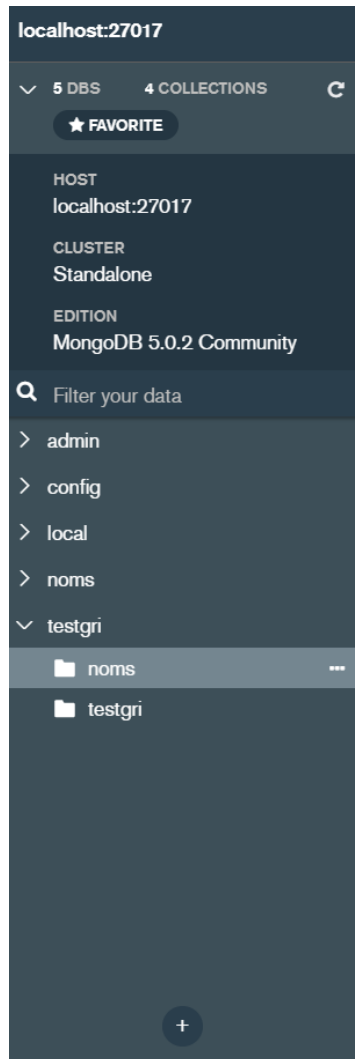 localhost:27017
5 DBS 4 COLLECTIONS
FAVORITE
HOST
localhost:27017
CLUSTER
Standalone
EDITION
MongoDB 5.0.2 Community
Filter your data
admin
config
local
noms
testgri
noms
testgri